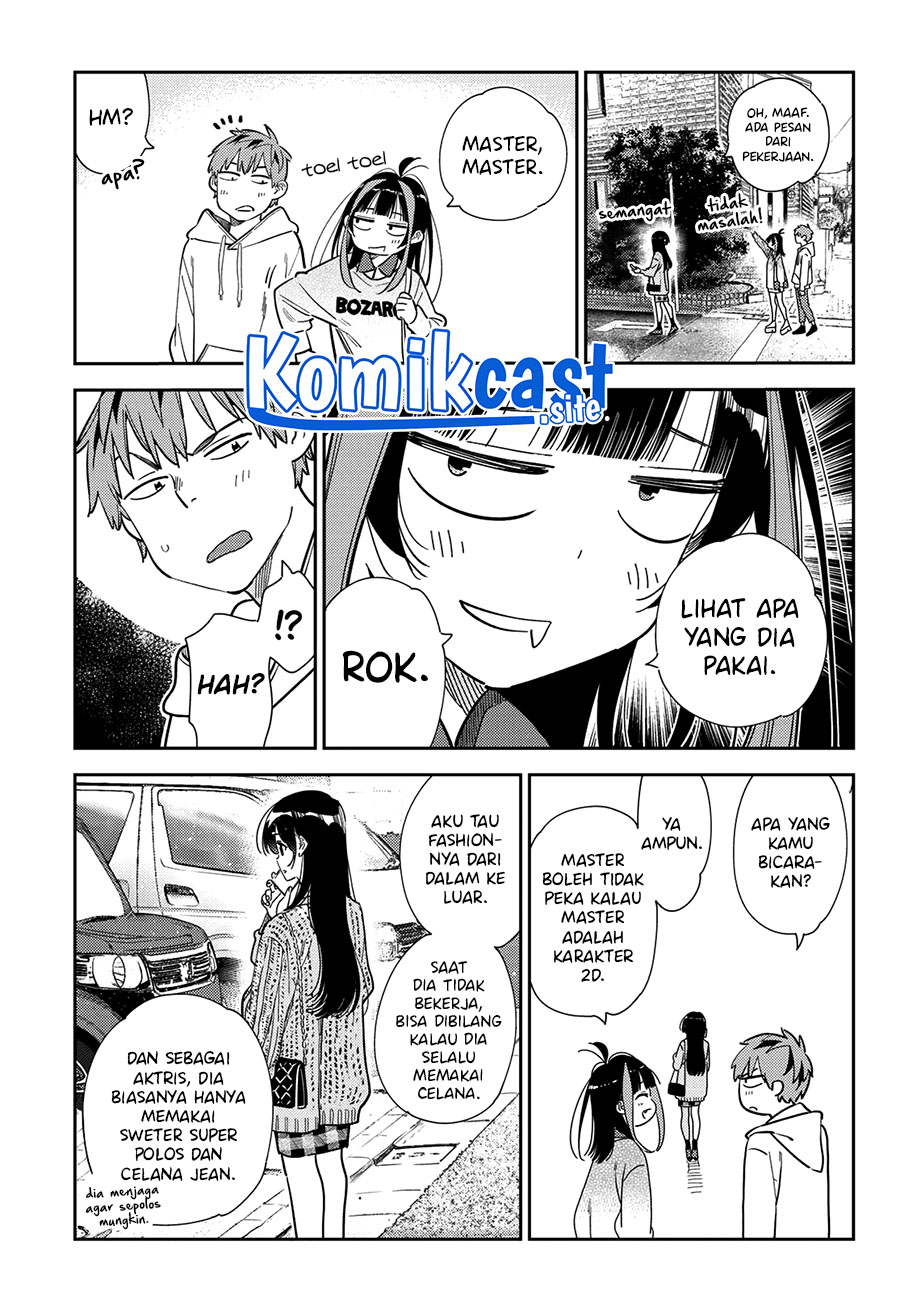 OH, MAAF.
ADA PESAN
DARI
PEKERJAAN.
tidak
masalah!
semangat
MASTER,
MASTER.
toel toel
BOZARO
HM?
apa?
Komikcast
.site
LIHAT APA
YANG DIA
PAKAI.
ROK.
!?
HAH?
APA YANG
KAMU
BICARA-
KAN?
YA
AMPUN.
MASTER
BOLEH TIDAK
PEKA KALAU
MASTER
ADALAH
KARAKTER
2D.
AKU TAU
FASHION-
NYA DARI
DALAM KE
LUAR.
SAAT
DIA TIDAK
BEKERJA,
BISA DIBILANG
KALAU DIA
SELALU
MEMAKAI
CELANA.
DAN SEBAGAI
AKTRIS, DIA
BIASANYA HANYA
MEMAKAI
SWETER SUPER
POLOS DAN
CELANA JEAN.
dia menjaga
agar sepolos
mungkin.